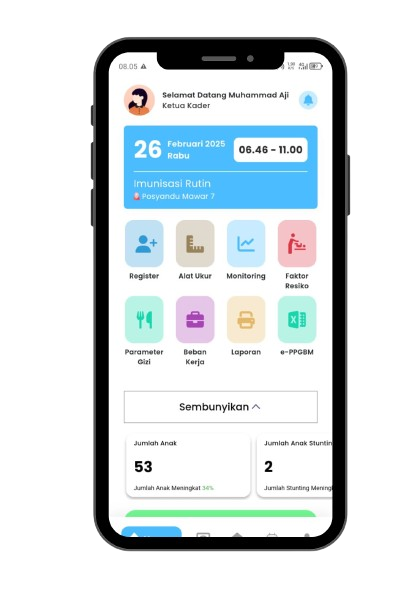 08.05
Selamat Datang Muhammad Aji
Ketua Kader
26
Februari 2025
Rabu
06.46 - 11.00
Imunisasi Rutin
Posyandu Mawar 7
Register
Alat Ukur
Monitoring
Faktor
Resiko
Parameter
Gizi
Beban
Kerja
Laporan
e-PPGBM
Sembunyikan
Jumlah Anak
53
Jumlah Anak Meningkat 34%
Jumlah Anak Stuntin
2
Jumlah Stunting Mening